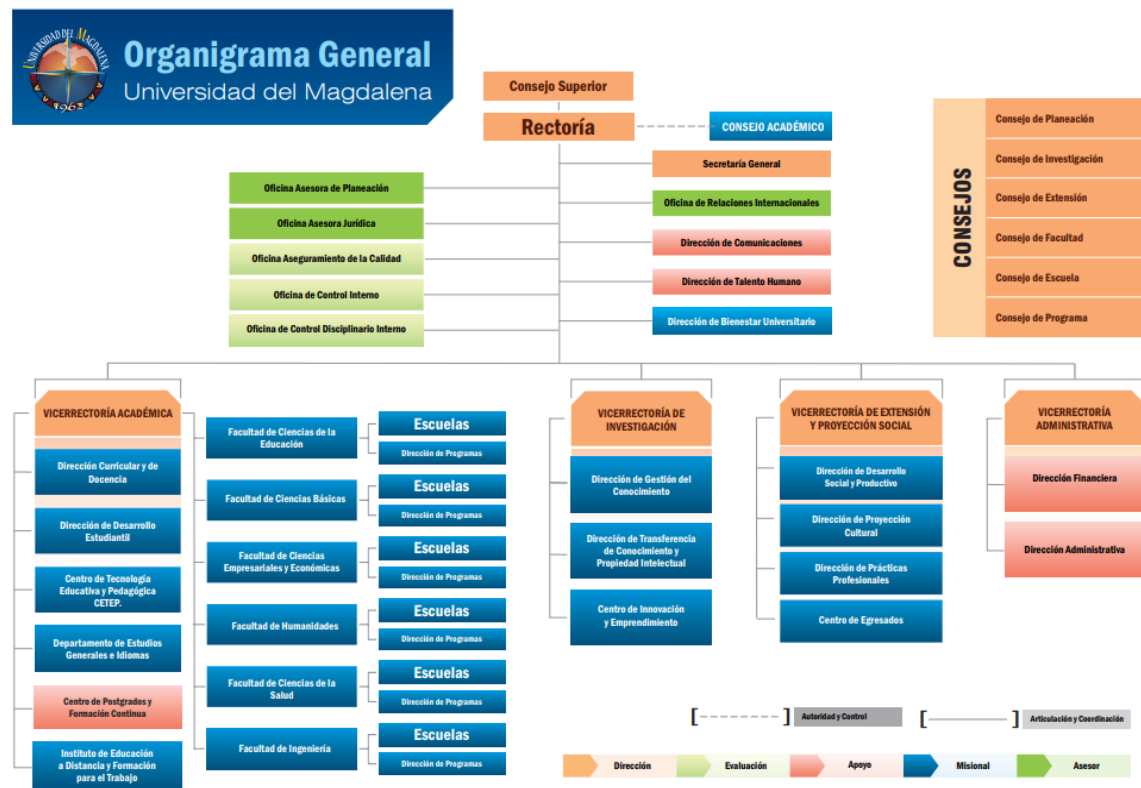 UNIVERSIDAD DEL MAGDALENA
1962
Organigrama General
Universidad del Magdalena
Consejo Superior
Rectoría
CONSEJO ACADÉMICO
Secretaría General
Oficina de Relaciones Internacionales
Dirección de Comunicaciones
Dirección de Talento Humano
Dirección de Bienestar Universitario
Oficina Asesora de Planeación
Oficina Asesora Jurídica
Oficina Aseguramiento de la Calidad
Oficina de Control Interno
Oficina de Control Disciplinario Interno
CONSEJOS
Consejo de Planeación
Consejo de Investigación
Consejo de Extensión
Consejo de Facultad
Consejo de Escuela
Consejo de Programa
VICERRECTORÍA ACADÉMICA
Dirección Curricular y de
Docencia
Dirección de Desarrollo
Estudiantil
Centro de Tecnología
Educativa y Pedagógica
CETEP.
Departamento de Estudios
Generales e Idiomas
Centro de Postgrados y
Formación Continua
Instituto de Educación
a Distancia y Formación
para el Trabajo
Facultad de Ciencias de la
Educación
Escuelas
Dirección de Programas
Facultad de Ciencias Básicas
Escuelas
Dirección de Programas
Facultad de Ciencias
Empresariales y Económicas
Escuelas
Dirección de Programas
Facultad de Humanidades
Escuelas
Dirección de Programas
Facultad de Ciencias de la
Salud
Escuelas
Dirección de Programas
Facultad de Ingeniería
Escuelas
Dirección de Programas
VICERRECTORÍA DE
INVESTIGACIÓN
Dirección de Gestión del
Conocimiento
Dirección de Transferencia
de Conocimiento y
Propiedad Intelectual
Centro de Innovación
y Emprendimiento
VICERRECTORÍA DE EXTENSIÓN
Y PROYECCIÓN SOCIAL
Dirección de Desarrollo
Social y Productivo
Dirección de Proyección
Cultural
Dirección de Prácticas
Profesionales
Centro de Egresados
VICERRECTORÍA
ADMINISTRATIVA
Dirección Financiera
Dirección Administrativa
Autoridad y Control
Articulación y Coordinación
Dirección
Evaluación
Apoyo
Misional
Asesor